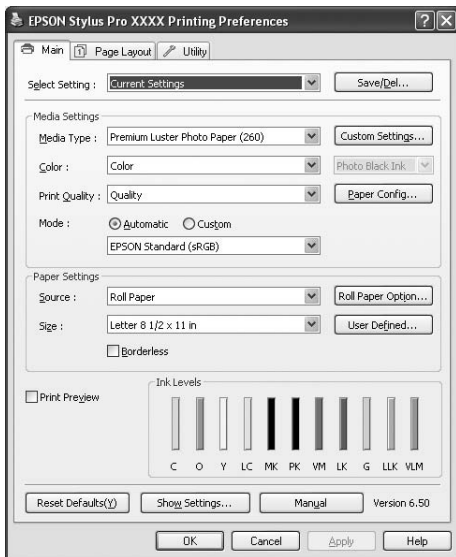 EPSON Stylus Pro XXXX Printing Preferences
Main Page Layout Utility
Select Setting : Current Settings Save/Del...
Media Settings
Media Type : Premium Luster Photo Paper (260) Custom Settings...
Color : Color Photo Black Ink
Print Quality : Quality Paper Config...
Mode : Automatic Custom
EPSON Standard (sRGB)
Paper Settings
Source : Roll Paper Roll Paper Option...
Size : Letter 8 1/2 x 11 in User Defined...
Borderless
Print Preview
Ink Levels
C O Y LC MK PK VM LK G LLK VLM
Reset Defaults(Y) Show Settings... Manual Version 6.50
OK Cancel Apply Help